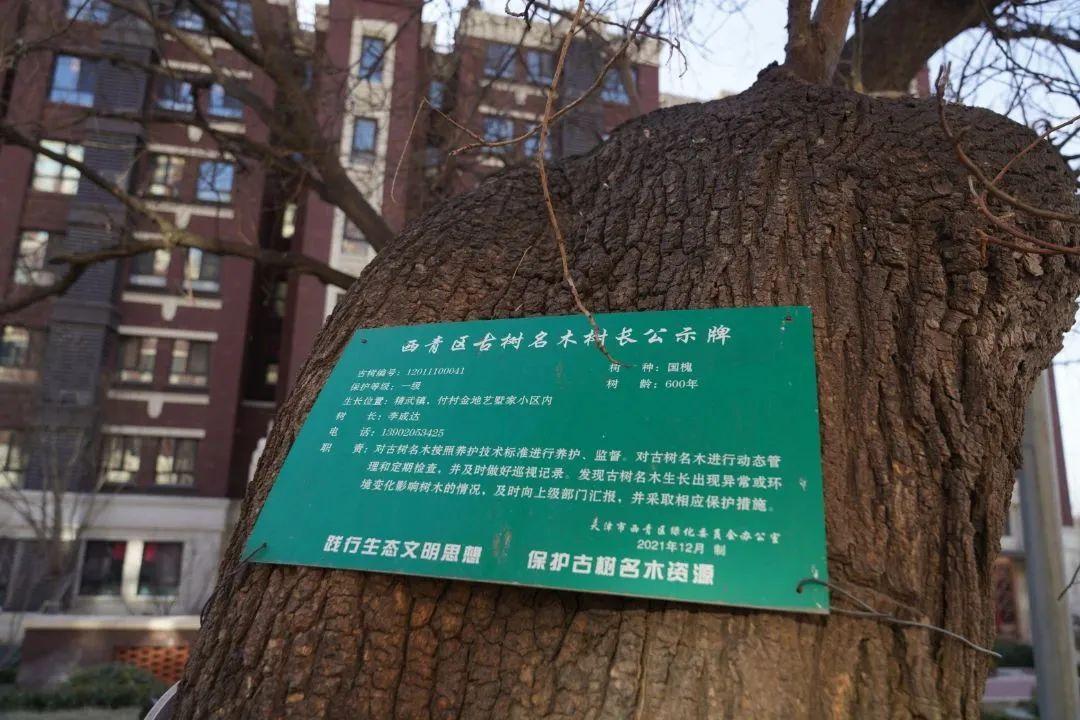 西青区古树名木树长公示牌
古树编号：12011100041 树 种：国槐
保护等级：一级 树 龄：600年
生长位置：精武镇，付村金地艺墅家小区内
树 长：李成达
电 话：13902053425
职 责：对古树名木按照养护技术标准进行养护、监督。对古树名木进行动态管
理和定期检查，并及时做好巡视记录。发现古树名木生长出现异常或环
境变化影响树木的情况，及时向上级部门汇报，并采取相应保护措施。
天津市西青区绿化委员会办公室
2021年12月 制
践行生态文明思想 保护古树名木资源